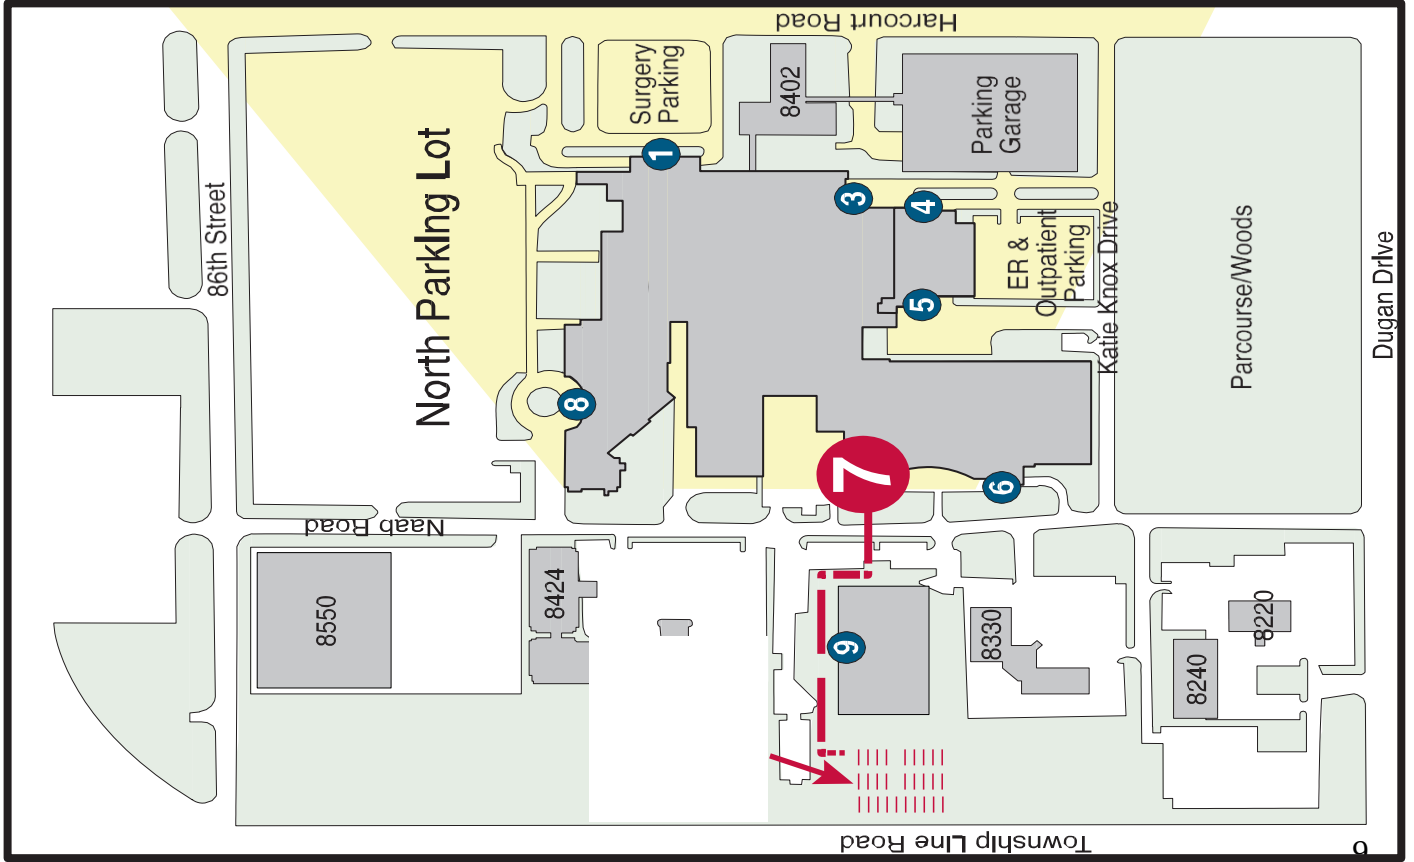 Harcourt Road
Surgery
Parking
8402
Parking
Garage
North ParkIng Lot
86th Street
1
3
4
ER &
Outpatient
Parking
Katie Knox Drive
Parcourse/Woods
Dugan DrIve
5
8
7
6
Naab Road
8550
8424
9
8330
8220
8240
TownshIp LIne Road
6